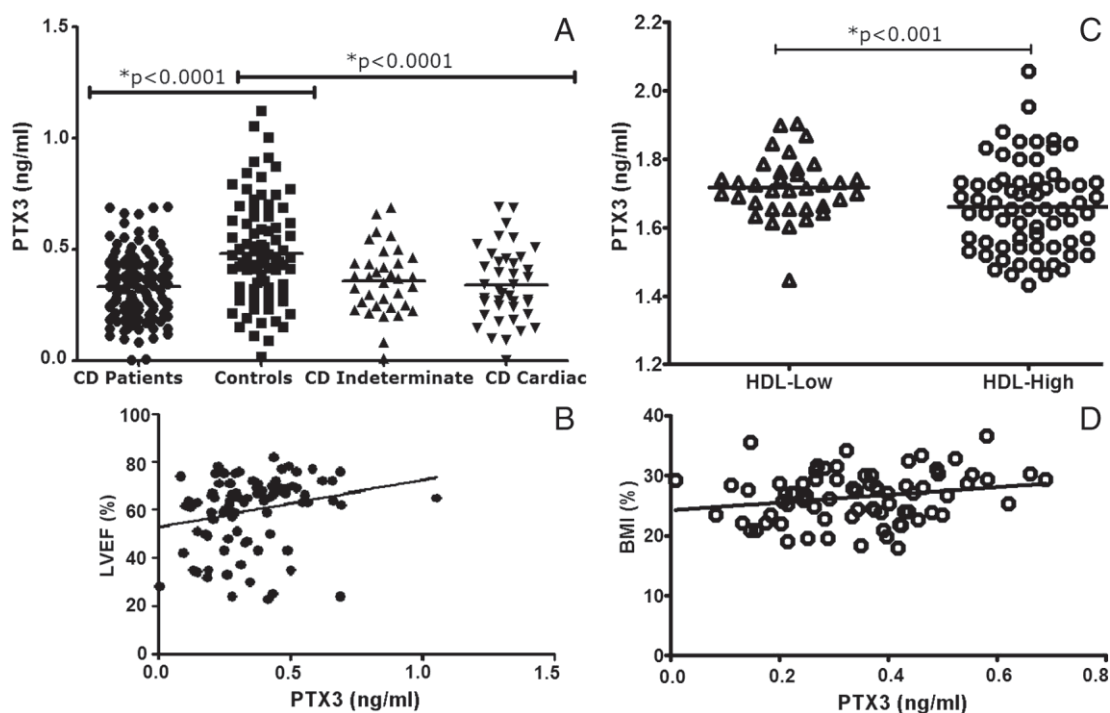 A
1.5
1.0
0.5
0.0
PTX3 (ng/ml)
*p<0.0001
*p<0.0001
CD Patients Controls CD Indeterminate CD Cardiac
C
2.2
2.0
1.8
1.6
1.4
1.2
PTX3 (ng/ml)
*p<0.001
HDL-Low HDL-High
B
100
80
60
40
60
0
LVEF (%)
0.0 0.5 1.0 1.5
PTX3 (ng/ml)
D
40
30
20
10
0
BMI (%)
0.0 0.2 0.4 0.6 0.8
PTX3 (ng/ml)